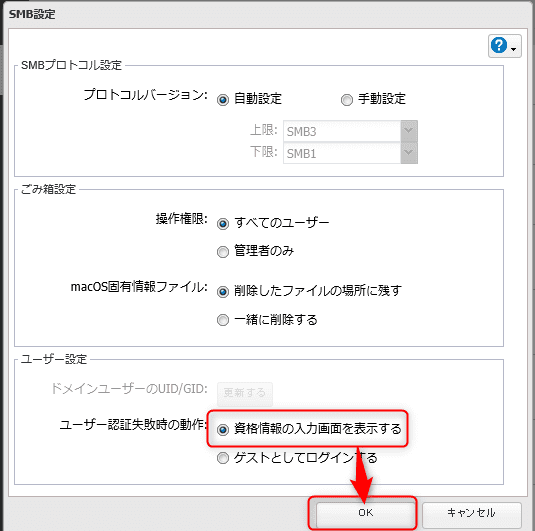 SMB設定
?
SMBプロトコル設定
プロトコルバージョン: 自動設定 手動設定
上限: SMB3
下限: SMB1
ごみ箱設定
操作権限: すべてのユーザー
管理者のみ
macOS固有情報ファイル: 削除したファイルの場所に残す
一緒に削除する
ユーザー設定
ドメインユーザーのUID/GID: 更新する
ユーザー認証失敗時の動作: 資格情報の入力画面を表示する
ゲストとしてログインする
OK キャンセル